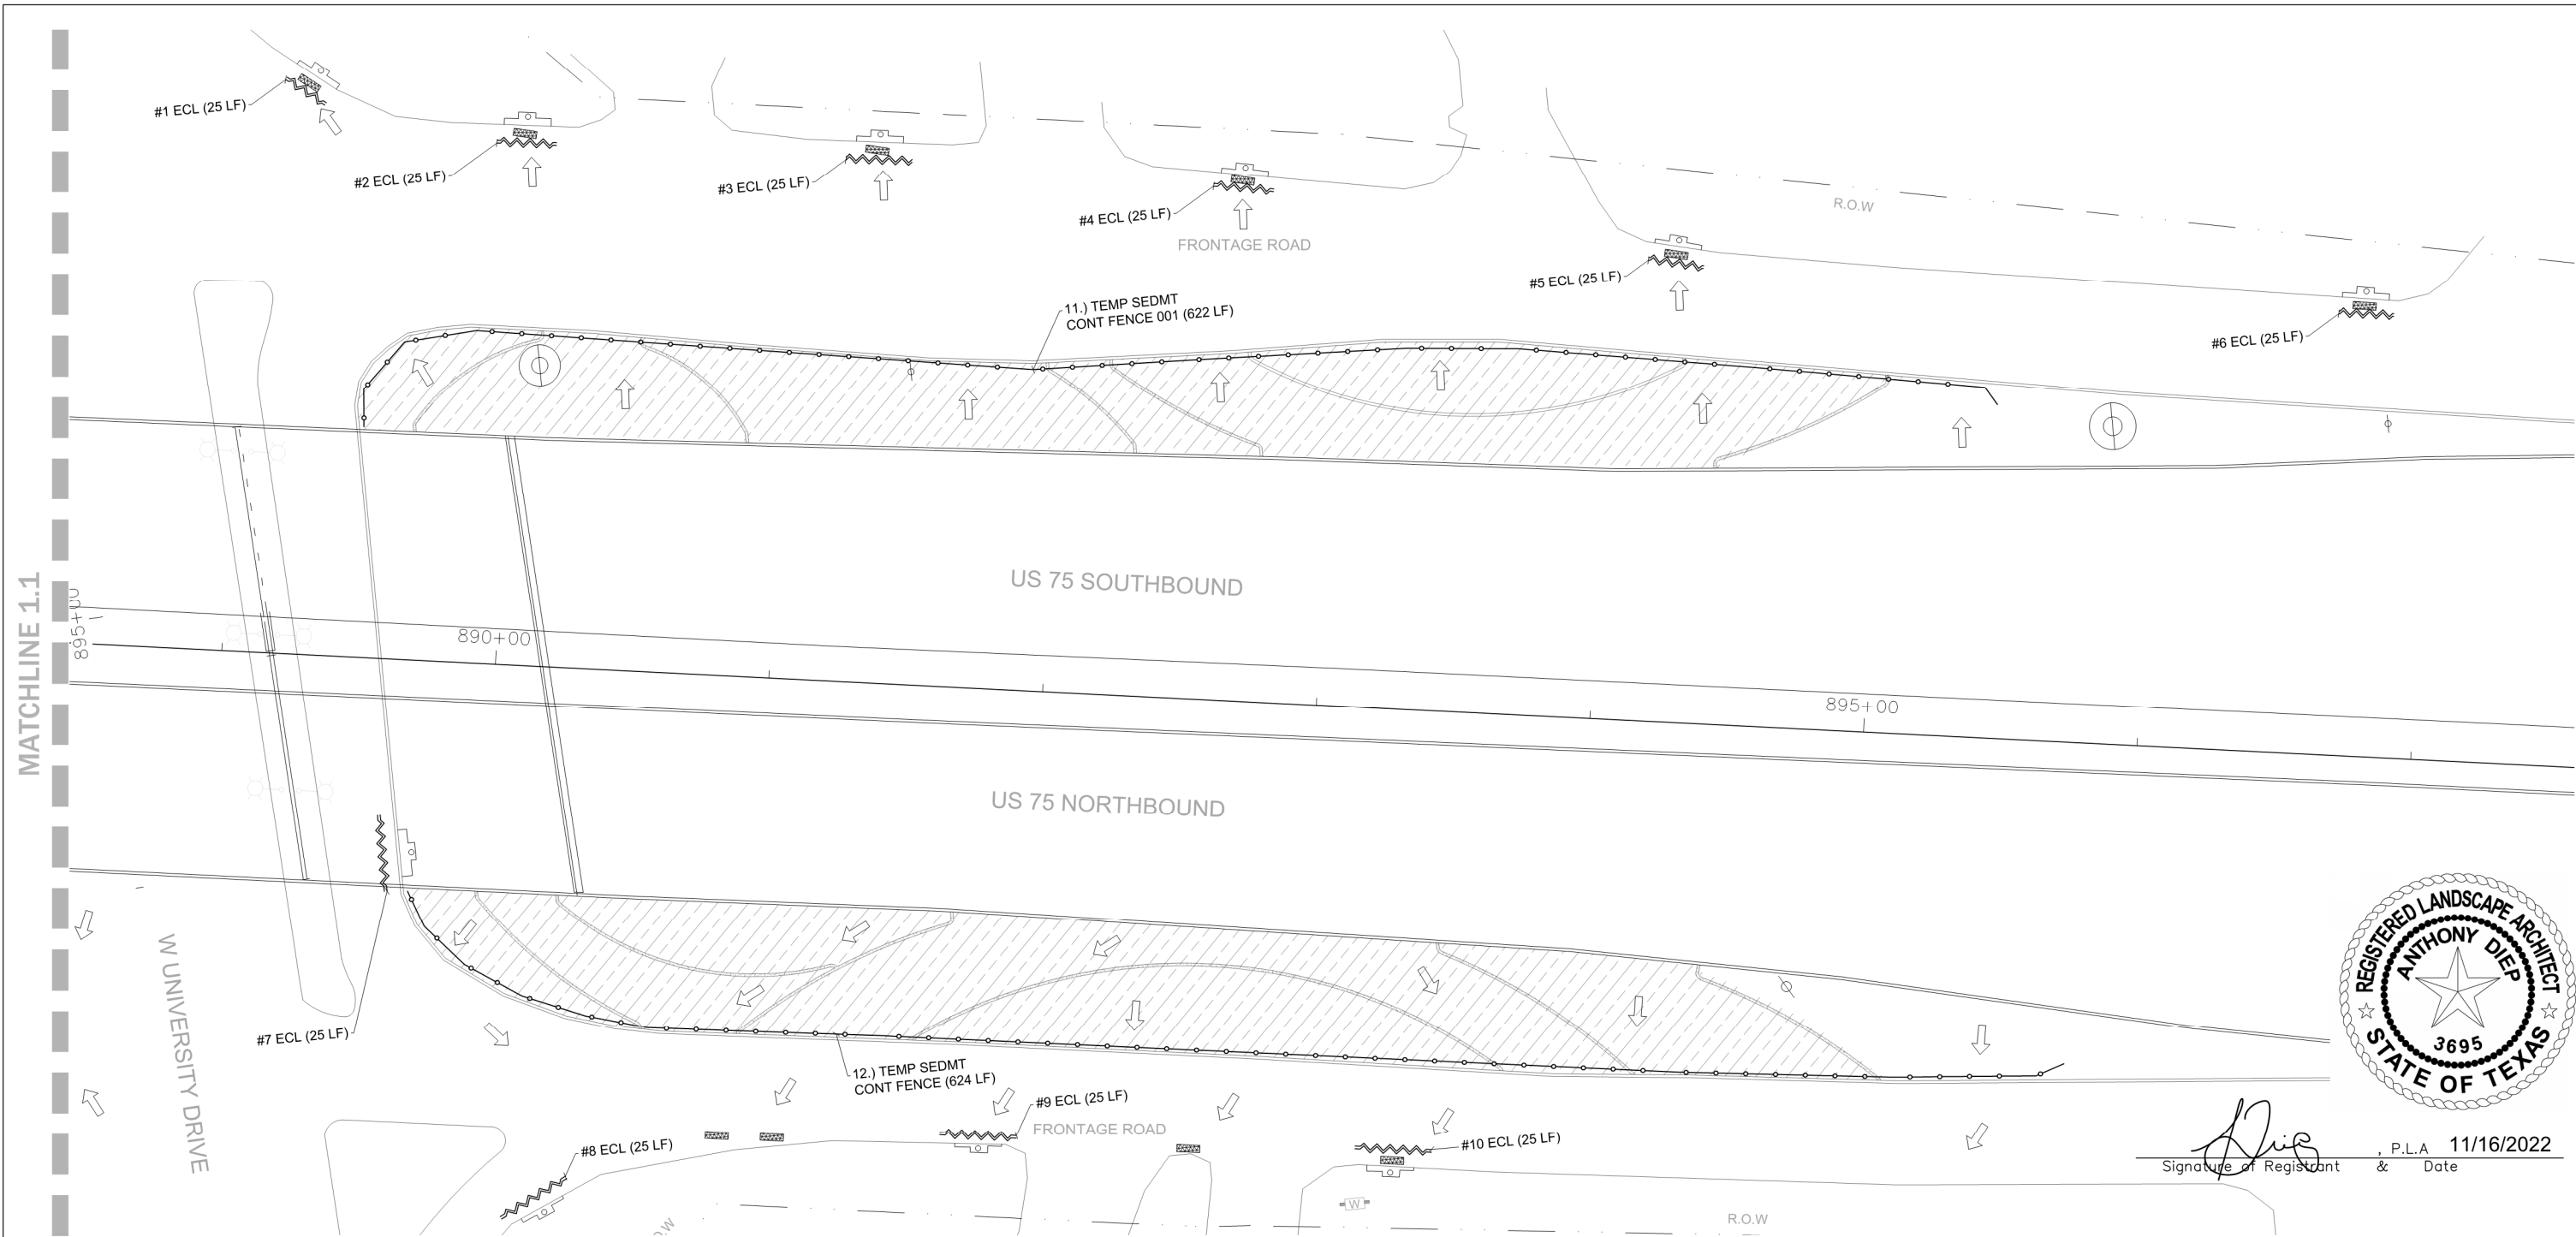 #1 ECL (25 LF)
#2 ECL (25 LF)
#3 ECL (25 LF)
#4 ECL (25 LF)
FRONTAGE ROAD
R.O.W
#5 ECL (25 LF)
#6 ECL (25 LF)
11.) TEMP SEDMT
CONT FENCE 001 (622 LF)
MATCHLINE 1.1
US 75 SOUTHBOUND
895+00
890+00
895+00
US 75 NORTHBOUND
W UNIVERSITY DRIVE
#7 ECL (25 LF)
12.) TEMP SEDMT
CONT FENCE (624 LF)
#8 ECL (25 LF)
#9 ECL (25 LF)
FRONTAGE ROAD
#10 ECL (25 LF)
W
O.W
R.O.W
REGISTERED LANDSCAPE ARCHITECT
ANTHONY DIEP
3695
STATE OF TEXAS
, P.L.A 11/16/2022
Signature of Registrant & Date